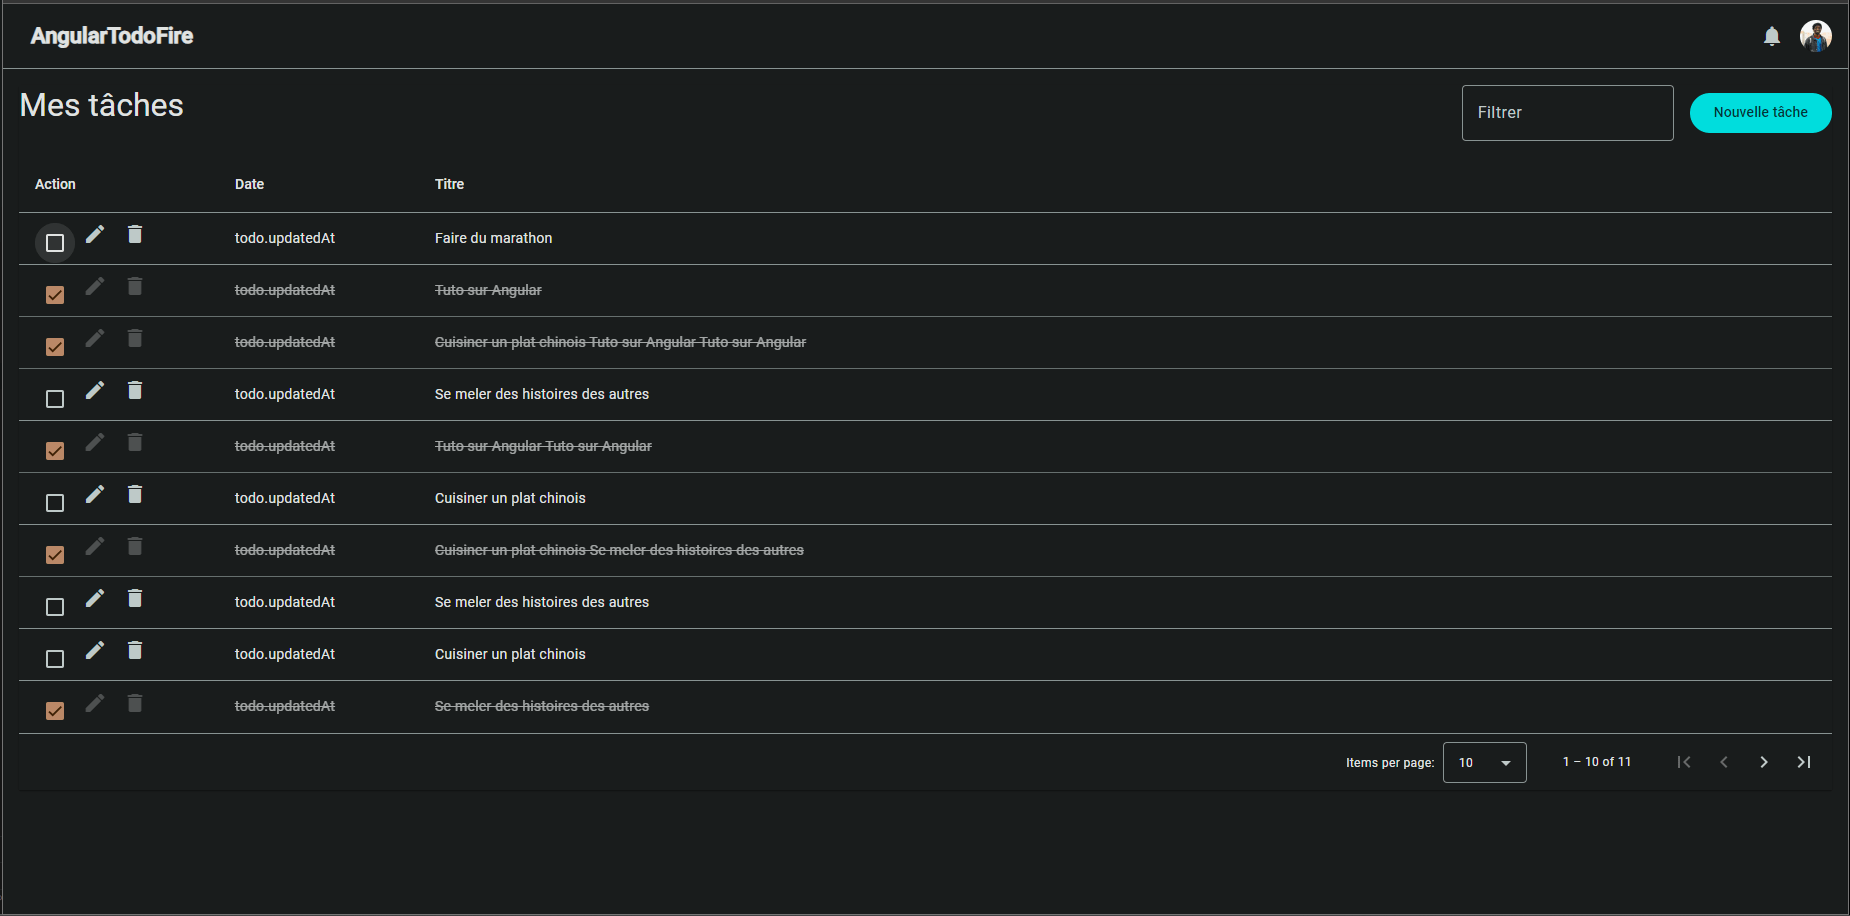 AngularTodoFire
Mes tâches
Filtrer
Nouvelle tâche
Action Date Titre
todo.updatedAt Faire du marathon
todo.updatedAt Tuto sur Angular
todo.updatedAt Cuisiner un plat chinois Tuto sur Angular Tuto sur Angular
todo.updatedAt Se meler des histoires des autres
todo.updatedAt Tuto sur Angular Tuto sur Angular
todo.updatedAt Cuisiner un plat chinois
todo.updatedAt Cuisiner un plat chinois Se meler des histoires des autres
todo.updatedAt Se meler des histoires des autres
todo.updatedAt Cuisiner un plat chinois
todo.updatedAt Se meler des histoires des autres
Items per page: 10 1 – 10 of 11